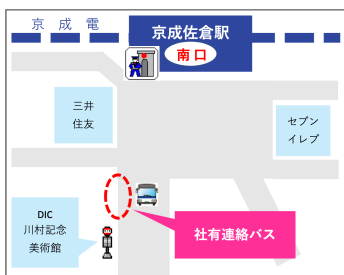 京成電
京成佐倉駅
南口
三井
住友
セブン
イレブ
DIC
川村記念
美術館
社有連絡バス